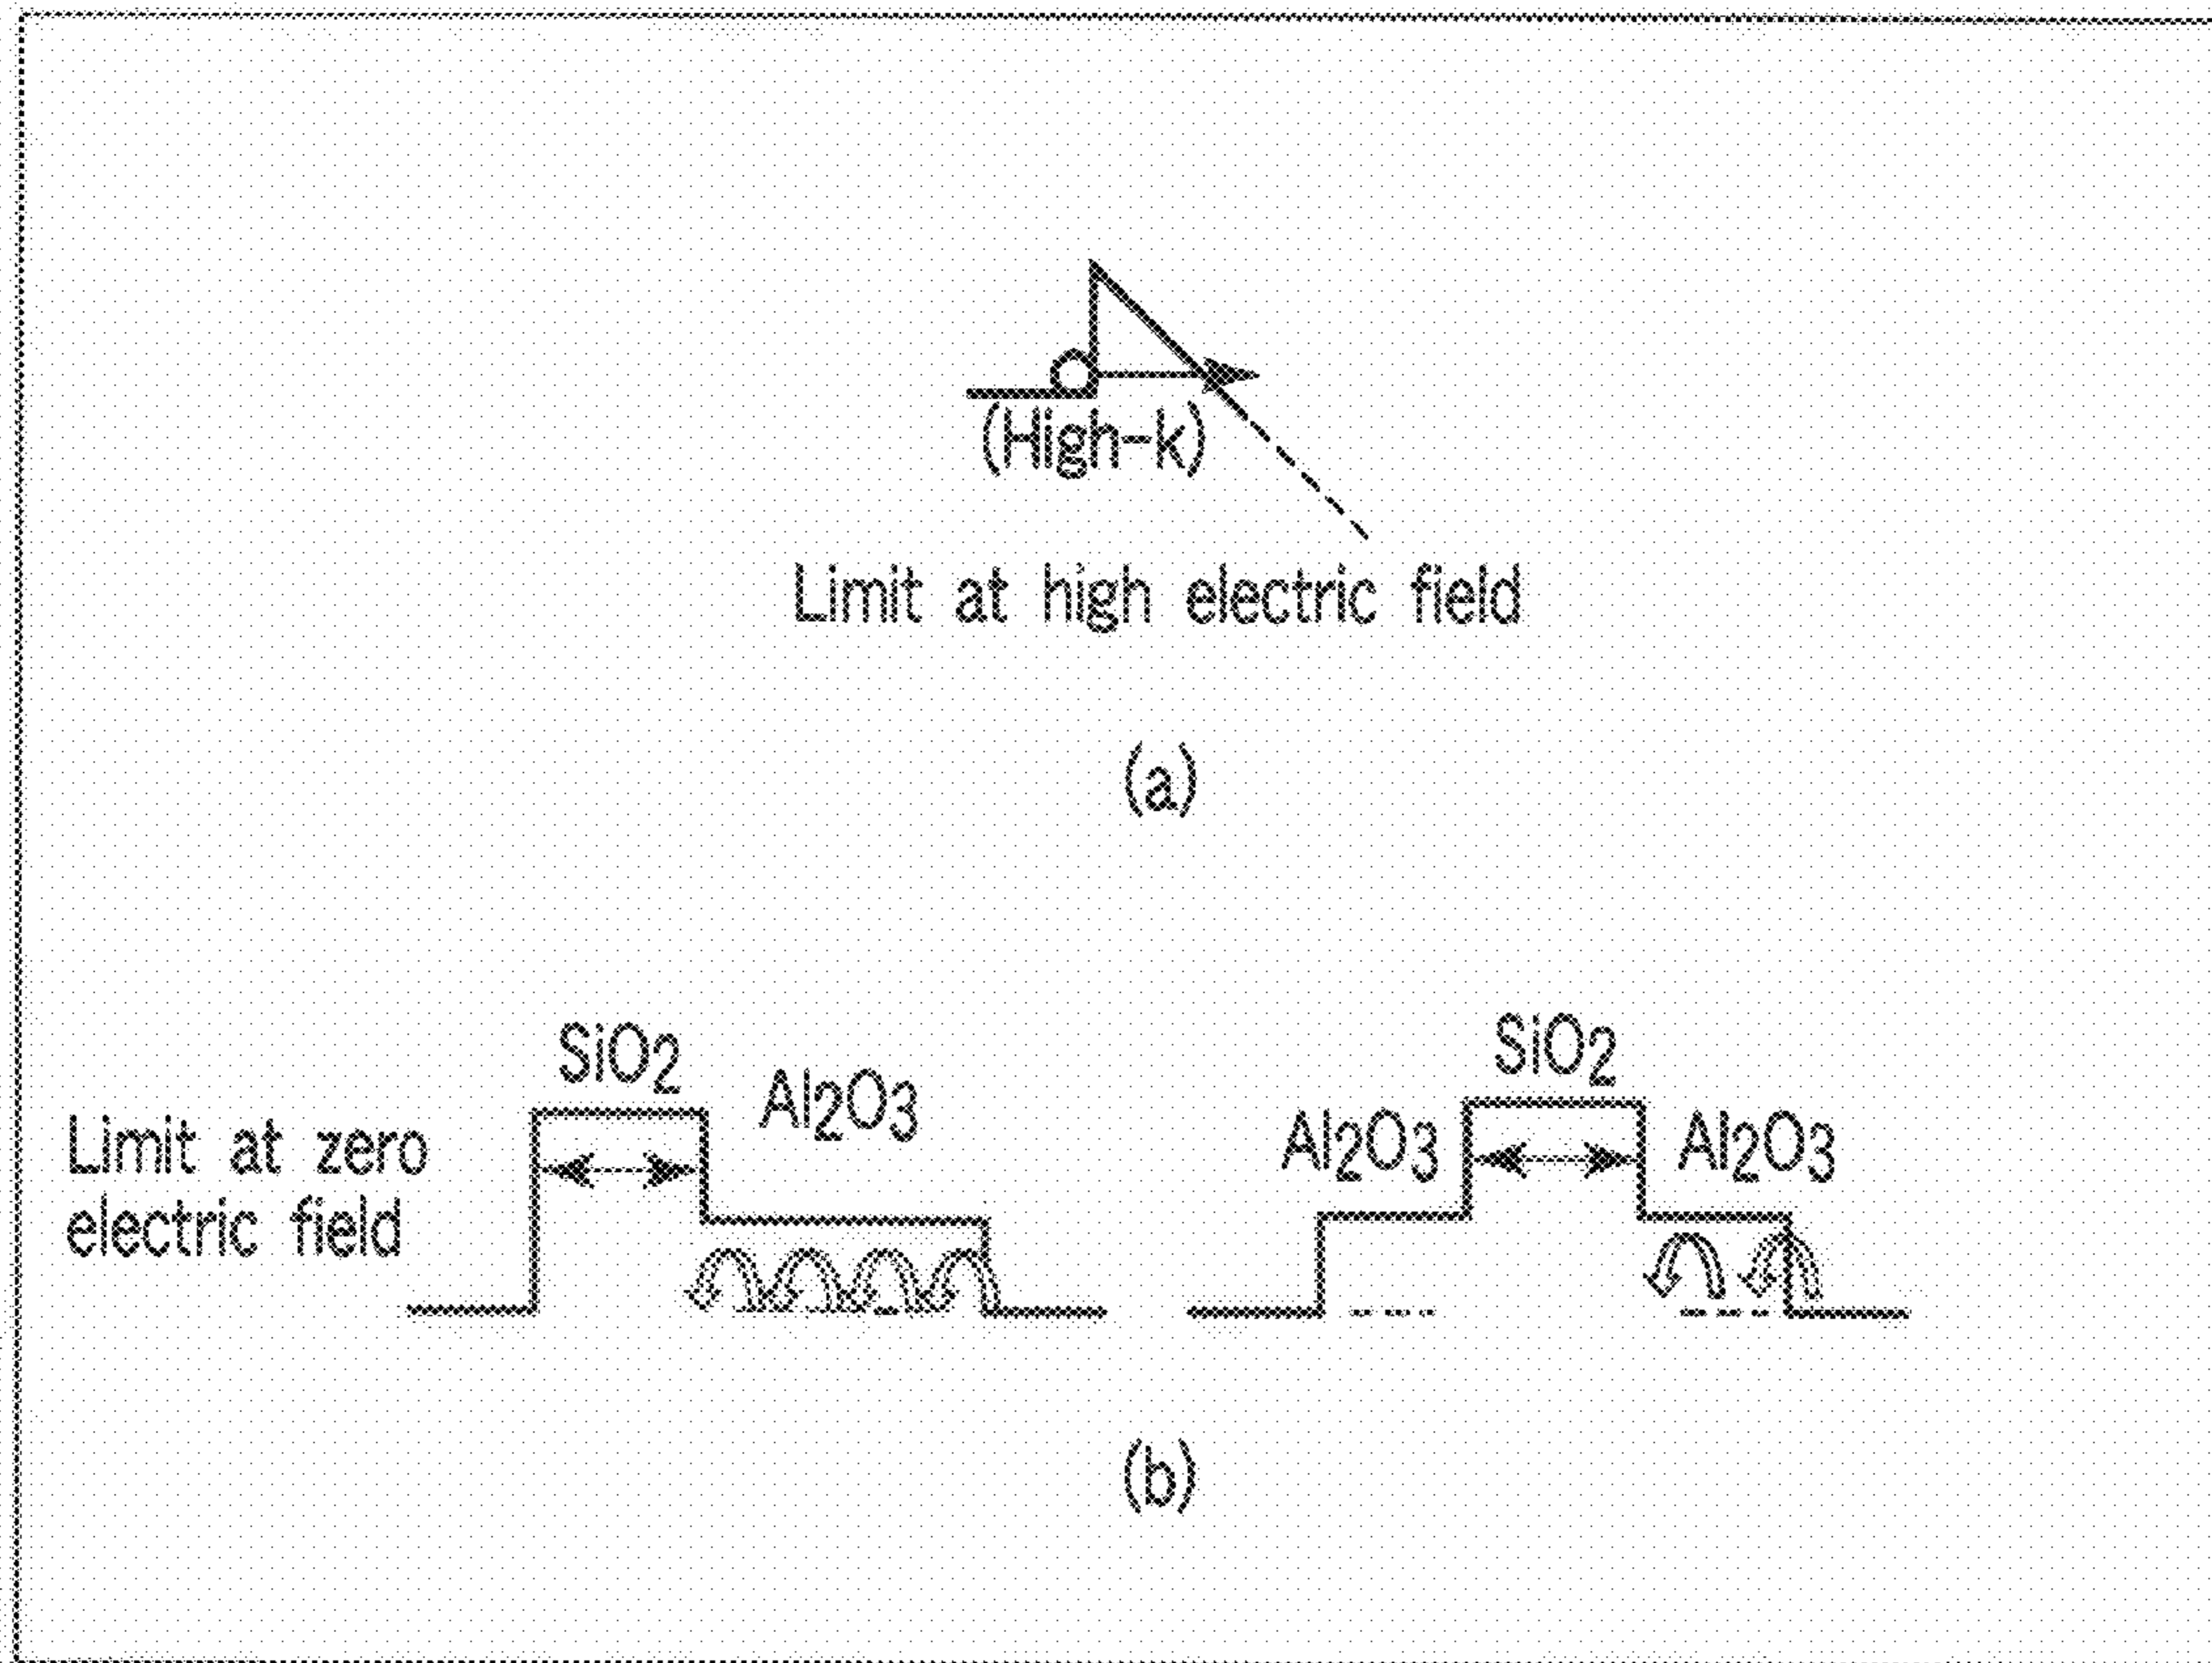 (High-k)
Limit at high electric field
(a)
SiO2
Al2O3
Limit at zero
electric field
SiO2
Al2O3
Al2O3
(b)